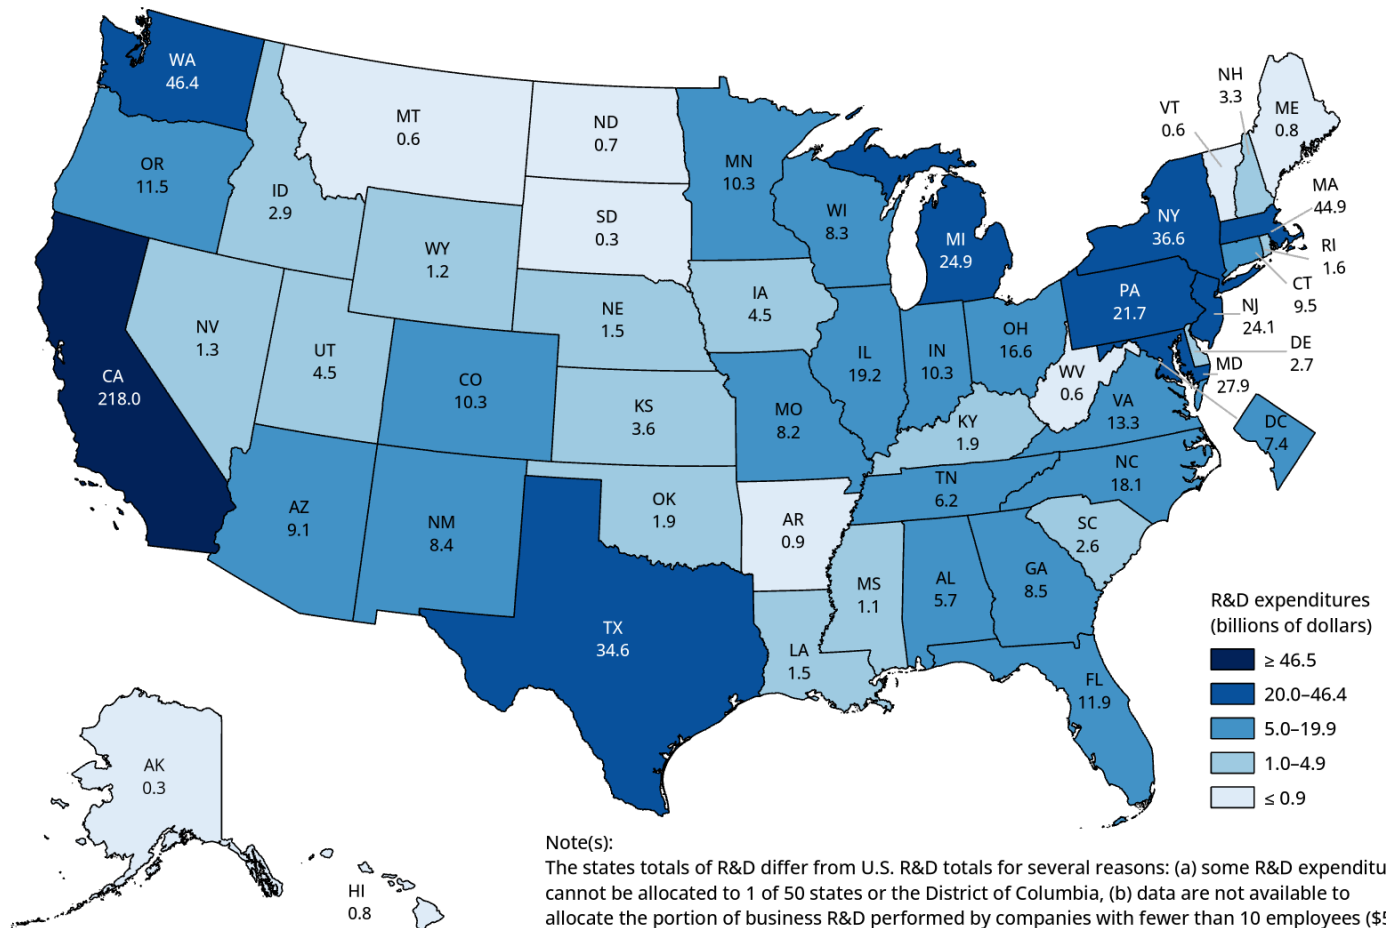 WA
46.4
OR
11.5
CA
218.0
ID
2.9
NV
1.3
MT
0.6
WY
1.2
UT
4.5
AZ
9.1
CO
10.3
NM
8.4
ND
0.7
SD
0.3
NE
1.5
KS
3.6
OK
1.9
TX
34.6
MN
10.3
IA
4.5
MO
8.2
AR
0.9
LA
1.5
WI
8.3
IL
19.2
MI
24.9
IN
10.3
OH
16.6
KY
1.9
TN
6.2
MS
1.1
AL
5.7
GA
8.5
FL
11.9
SC
2.6
NC
18.1
VA
13.3
WV
0.6
PA
21.7
NY
36.6
VT
0.6
NH
3.3
ME
0.8
MA
44.9
RI
1.6
CT
9.5
NJ
24.1
DE
2.7
MD
27.9
DC
7.4
AK
0.3
HI
0.8
R&D expenditures
(billions of dollars)
≥ 46.5
20.0–46.4
5.0–19.9
1.0–4.9
≤ 0.9
Note(s):
The states totals of R&D differ from U.S. R&D totals for several reasons: (a) some R&D expenditu
cannot be allocated to 1 of 50 states or the District of Columbia, (b) data are not available to
allocate the portion of business R&D performed by companies with fewer than 10 employees ($5